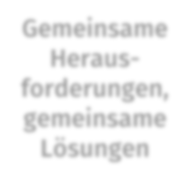 Gemeinsame
Heraus-
forderungen,
gemeinsame
Lösungen